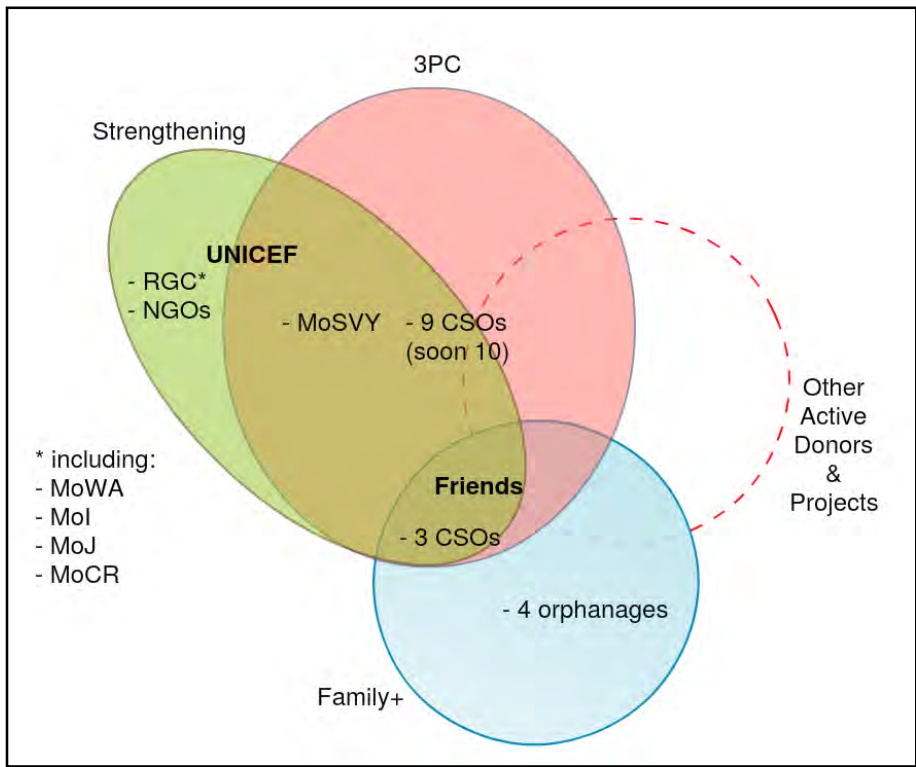 3PC
Strengthening
UNICEF
- RGC*
- NGOs
- MoSVY
- 9 CSOs
(soon 10)
Other
Active
Donors
&
Projects
* including:
- MoWA
- MoI
- MoJ
- MoCR
Friends
- 3 CSOs
- 4 orphanages
Family+